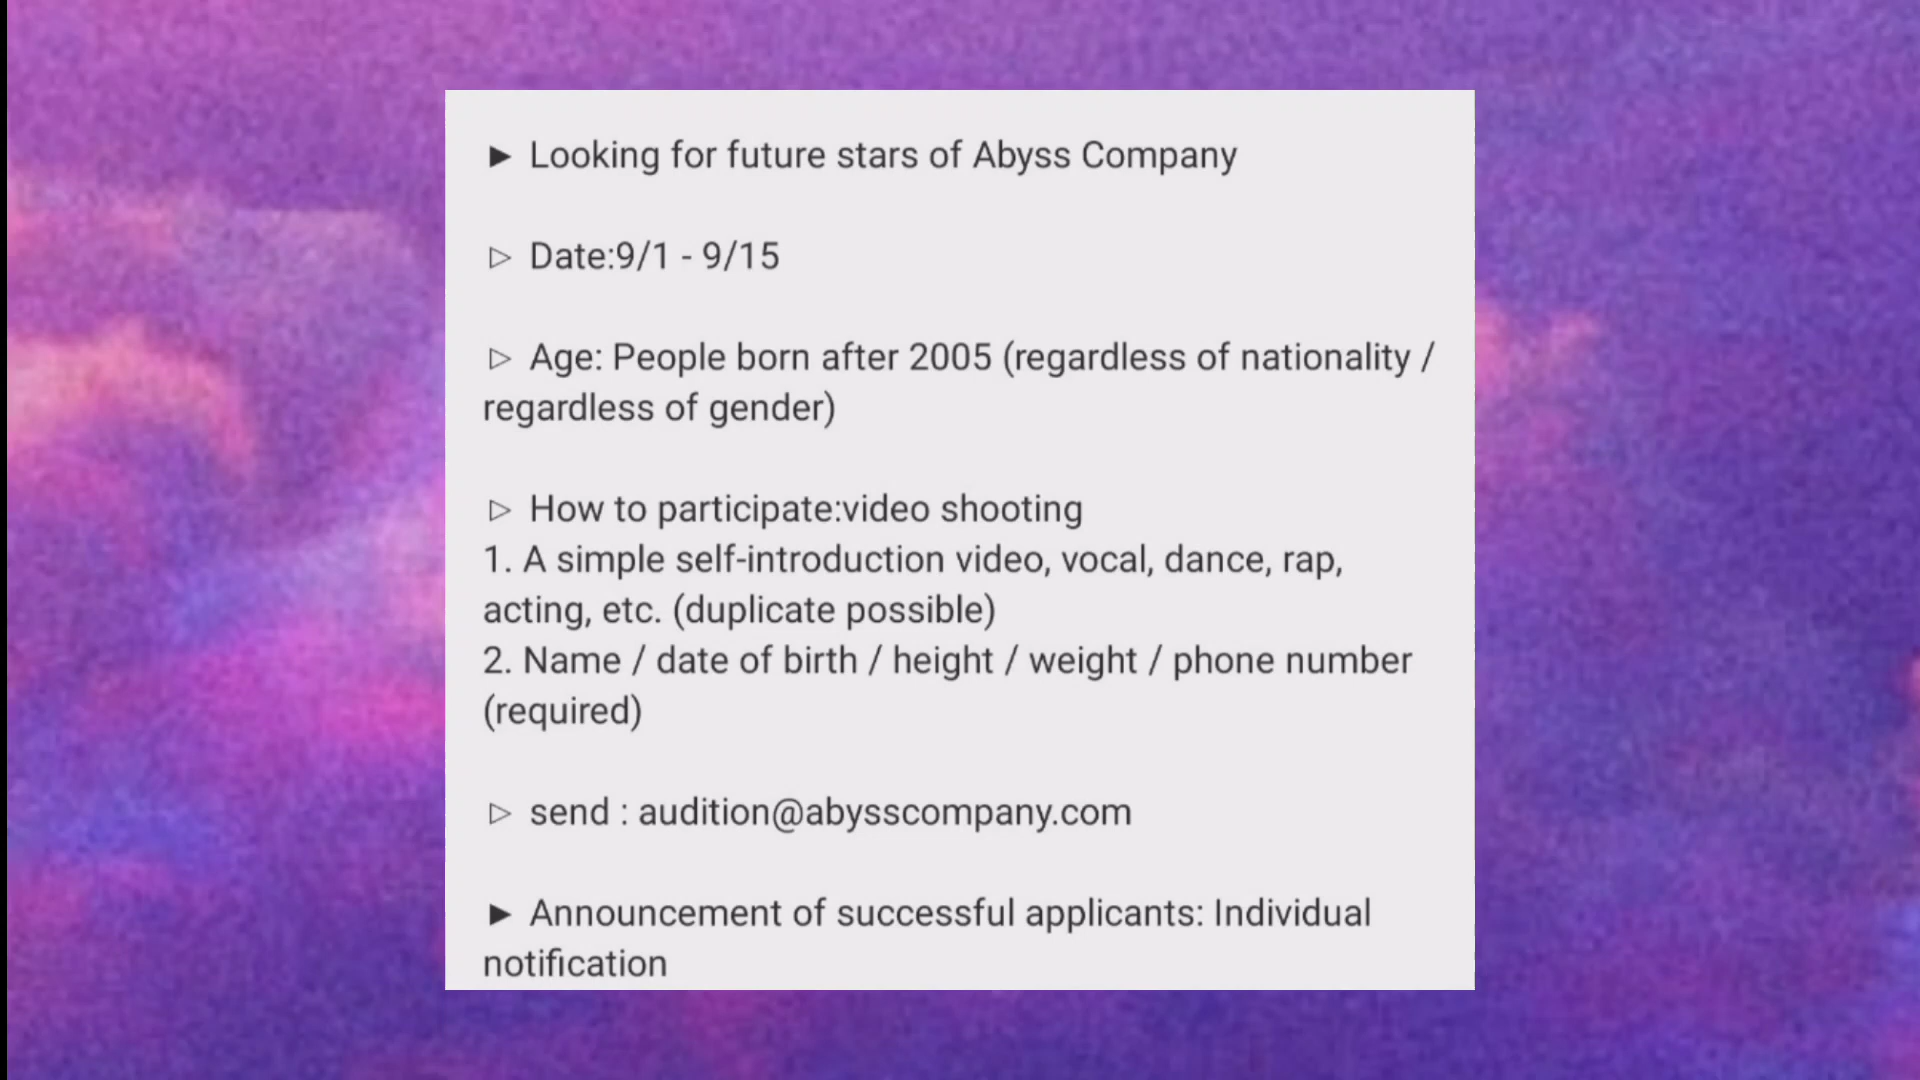 ► Looking for future stars of Abyss Company
▷ Date:9/1 - 9/15
▷ Age: People born after 2005 (regardless of nationality /
regardless of gender)
▷ How to participate:video shooting
1. A simple self-introduction video, vocal, dance, rap,
acting, etc. (duplicate possible)
2. Name / date of birth / height / weight / phone number
(required)
▷ send : audition@abysscompany.com
► Announcement of successful applicants: Individual
notification